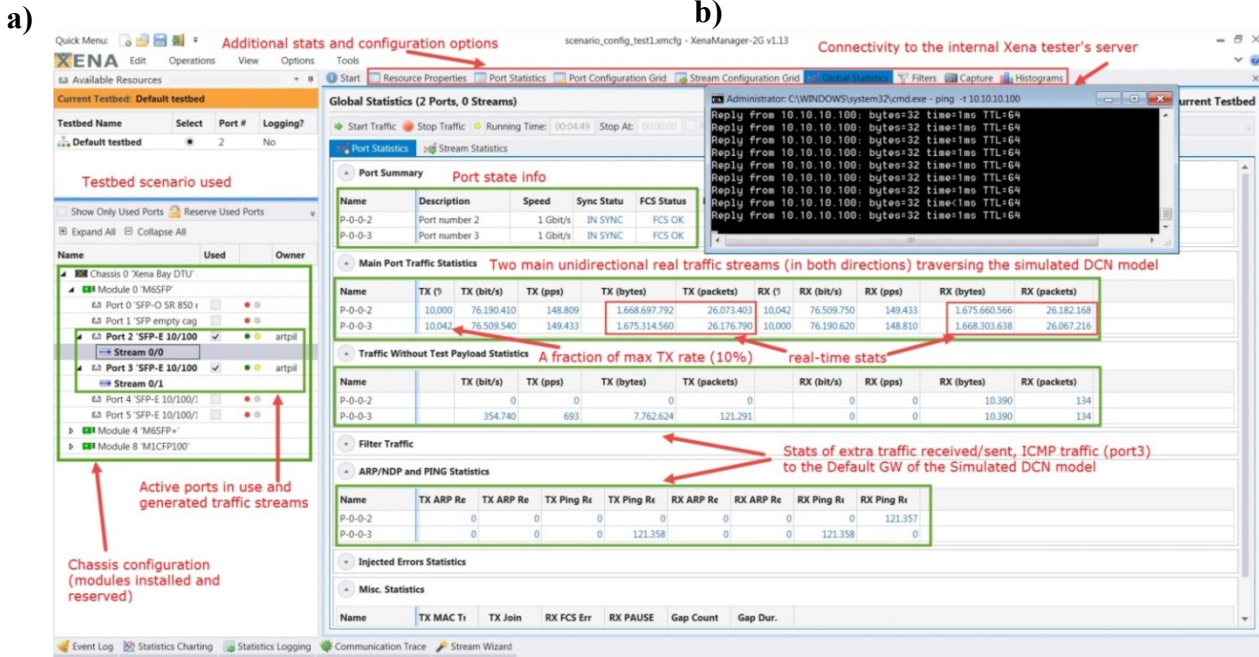 a)
b)
Quick Menu:
scenario_config_test1.xmcfg - XenaManager-2G v1.13
Additional stats and configuration options
Connectivity to the internal Xena tester's server
XENA Edit Operations View Options Tools
Available Resources
Start Resource Properties Port Statistics Port Configuration Grid Stream Configuration Grid Global Statistics Filters Capture Histograms
Current Testbed: Default testbed
Global Statistics (2 Ports, 0 Streams)
urrent Testbed
Administrator: C:\WINDOWS\system32\cmd.exe - ping -t 10.10.10.100
Reply from 10.10.10.100: bytes=32 time=1ms TTL=64
Reply from 10.10.10.100: bytes=32 time<1ms TTL=64
Reply from 10.10.10.100: bytes=32 time=1ms TTL=64
Reply from 10.10.10.100: bytes=32 time=1ms TTL=64
Reply from 10.10.10.100: bytes=32 time=1ms TTL=64
Reply from 10.10.10.100: bytes=32 time=1ms TTL=64
Reply from 10.10.10.100: bytes=32 time<1ms TTL=64
Reply from 10.10.10.100: bytes=32 time=1ms TTL=64
Reply from 10.10.10.100: bytes=32 time=1ms TTL=64
Testbed Name Select Port # Logging?
Default testbed 2 No
Start Traffic Stop Traffic Running Time: 00:04:49 Stop At: 00:00:00
Port Statistics Stream Statistics
Testbed scenario used
Show Only Used Ports Reserve Used Ports
Expand All Collapse All
Name Used Owner
Chassis 0 'Xena Bay DTU'
Module 0 'M6SFP'
Port 0 'SFP-E SR 850
Port 1 'SFP empty cag
Port 2 'SFP-E 10/100 artpil
Stream 0/0
Port 3 'SFP-E 10/100 artpil
Stream 0/1
Port 4 'SFP-E 10/100/1
Port 5 'SFP-E 10/100/1
Module 4 'M6SFP+'
Module 8 'M1CFP100'
Active ports in use and
generated traffic streams
Chassis configuration
(modules installed and
reserved)
Port Summary
Port state info
Name Description Speed Sync Statu FCS Status
P-0-0-2 Port number 2 1 Gbit/s IN SYNC FCS OK
P-0-0-3 Port number 3 1 Gbit/s IN SYNC FCS OK
Main Port Traffic Statistics
Two main unidirectional real traffic streams (in both directions) traversing the simulated DCN model
Name TX (% TX (bit/s) TX (pps) TX (bytes) TX (packets) RX (% RX (bit/s) RX (pps) RX (bytes) RX (packets)
P-0-0-2 10,000 76.190.410 148.809 1.668.697.792 26.073.403 10,042 76.509.750 149.433 1.675.660.566 26.182.168
P-0-0-3 10,042 76.509.540 149.433 1.675.314.560 26.176.790 10,000 76.190.620 148.810 1.668.303.638 26.067.216
Traffic Without Test Payload Statistics
A fraction of max TX rate (10%)
real-time stats
Name TX (bit/s) TX (pps) TX (bytes) TX (packets) RX (bit/s) RX (pps) RX (bytes) RX (packets)
P-0-0-2 0 0 0 0 0 0 10.390 134
P-0-0-3 354.740 693 7.762.624 121.291 0 0 10.390 134
Filter Traffic
Stats of extra traffic received/sent, ICMP traffic (port3)
to the Default GW of the Simulated DCN model
ARP/NDP and PING Statistics
Name TX ARP Re TX ARP Re TX Ping Re TX Ping Re RX ARP Re RX ARP Re RX Ping Re RX Ping Re
P-0-0-2 0 0 0 0 0 0 0 121.357
P-0-0-3 0 0 0 121.358 0 0 121.358 0
Injected Errors Statistics
Misc. Statistics
Name TX MAC Tr TX Join RX FCS Err RX PAUSE Gap Count Gap Dur.
Event Log Statistics Charting Statistics Logging Communication Trace Stream Wizard